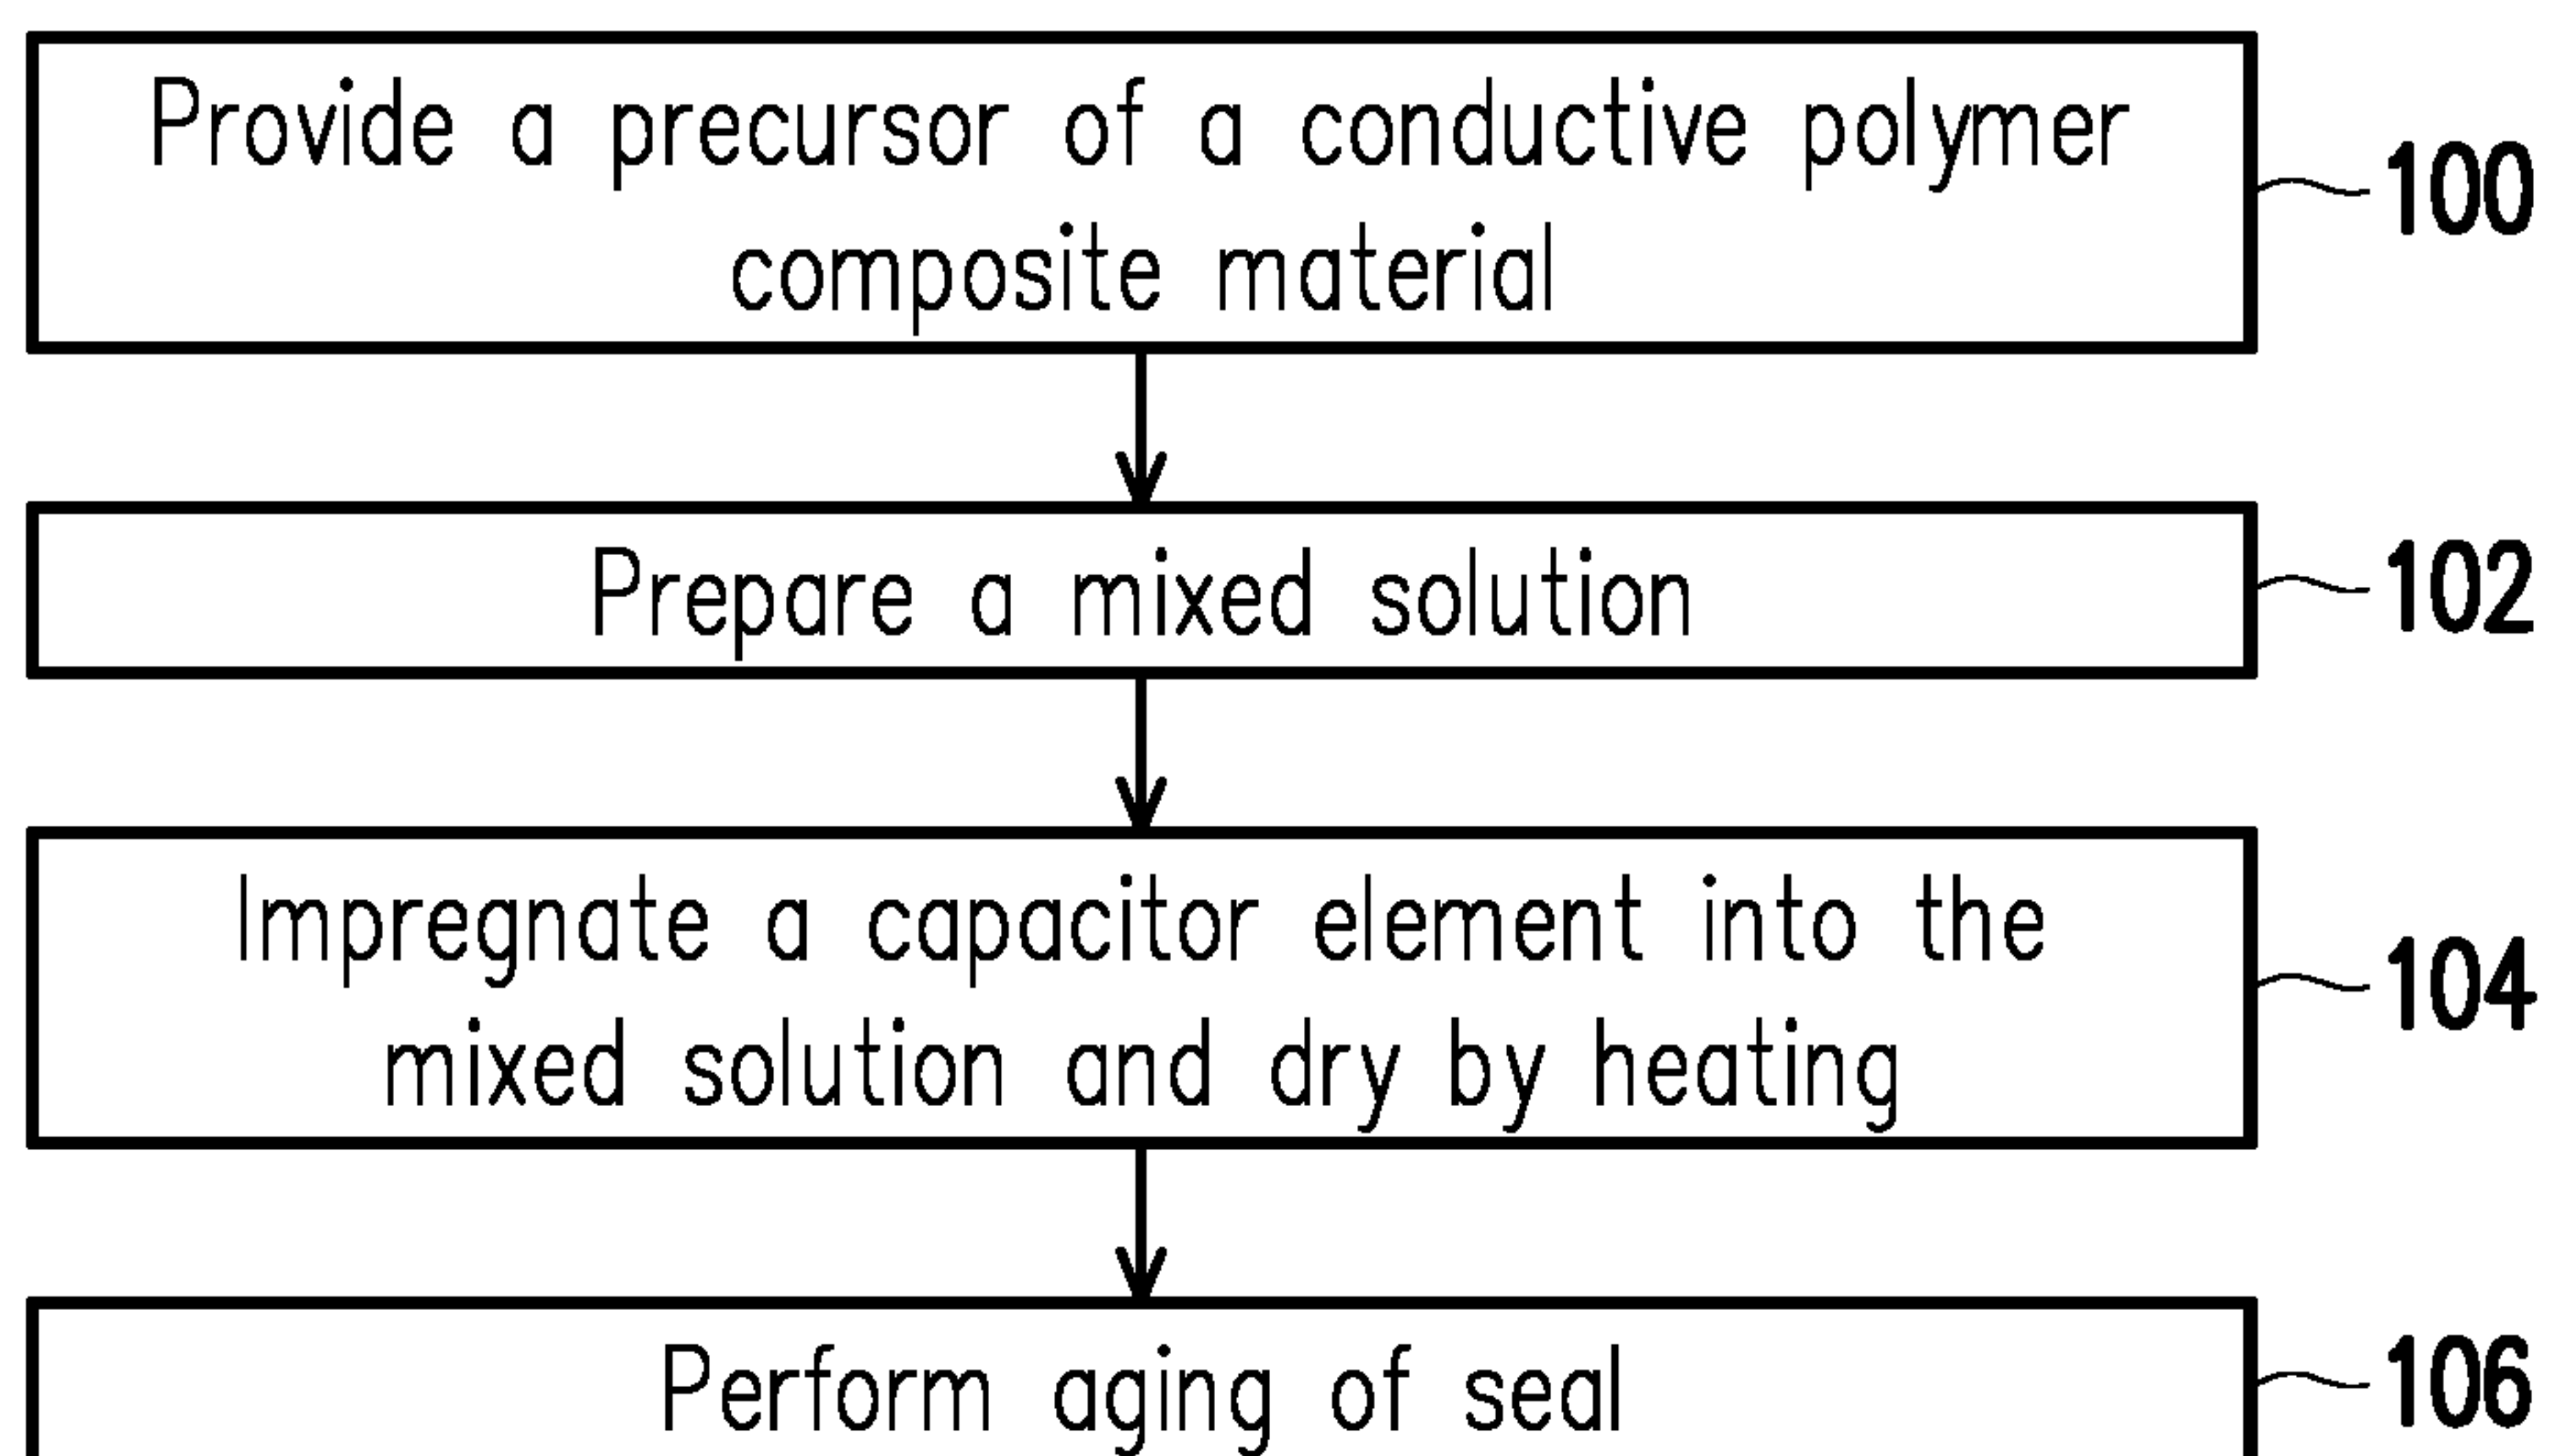 Provide a precursor of a conductive polymer
composite material
100
Prepare a mixed solution
102
Impregnate a capacitor element into the
mixed solution and dry by heating
104
Perform aging of seal
106